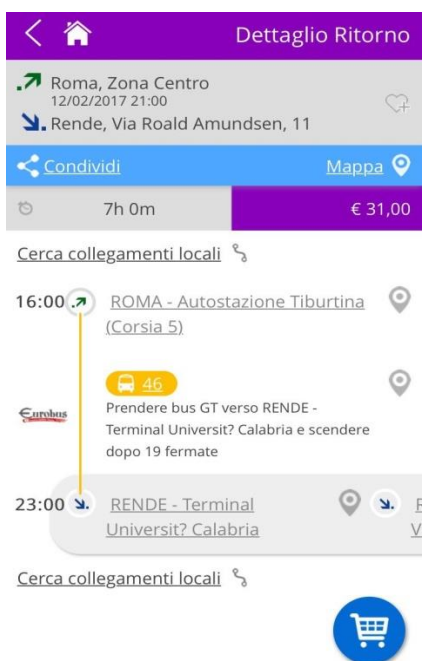 Dettaglio Ritorno
Roma, Zona Centro
12/02/2017 21:00
Rende, Via Roald Amundsen, 11
Condividi
Mappa
7h 0m
€ 31,00
Cerca collegamenti locali
16:00
ROMA - Autostazione Tiburtina
(Corsia 5)
46
Eurobus
Prendere bus GT verso RENDE -
Terminal Universit? Calabria e scendere
dopo 19 fermate
23:00
RENDE - Terminal
Universit? Calabria
Cerca collegamenti locali